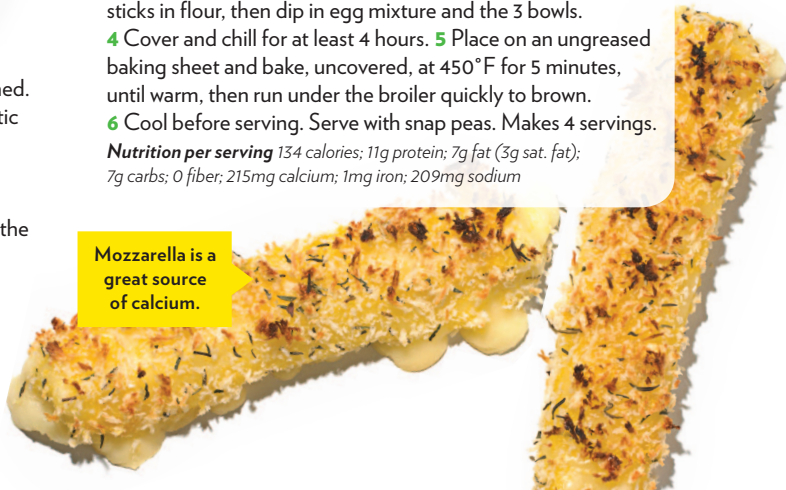 sticks in flour, then dip in egg mixture and the 3 bowls.
4 Cover and chill for at least 4 hours. 5 Place on an ungreased
baking sheet and bake, uncovered, at 450°F for 5 minutes,
until warm, then run under the broiler quickly to brown.
6 Cool before serving. Serve with snap peas. Makes 4 servings.
Nutrition per serving 134 calories; 11g protein; 7g fat (3g sat. fat);
7g carbs; 0 fiber; 215mg calcium; 1mg iron; 209mg sodium
the
Mozzarella is a
great source
of calcium.